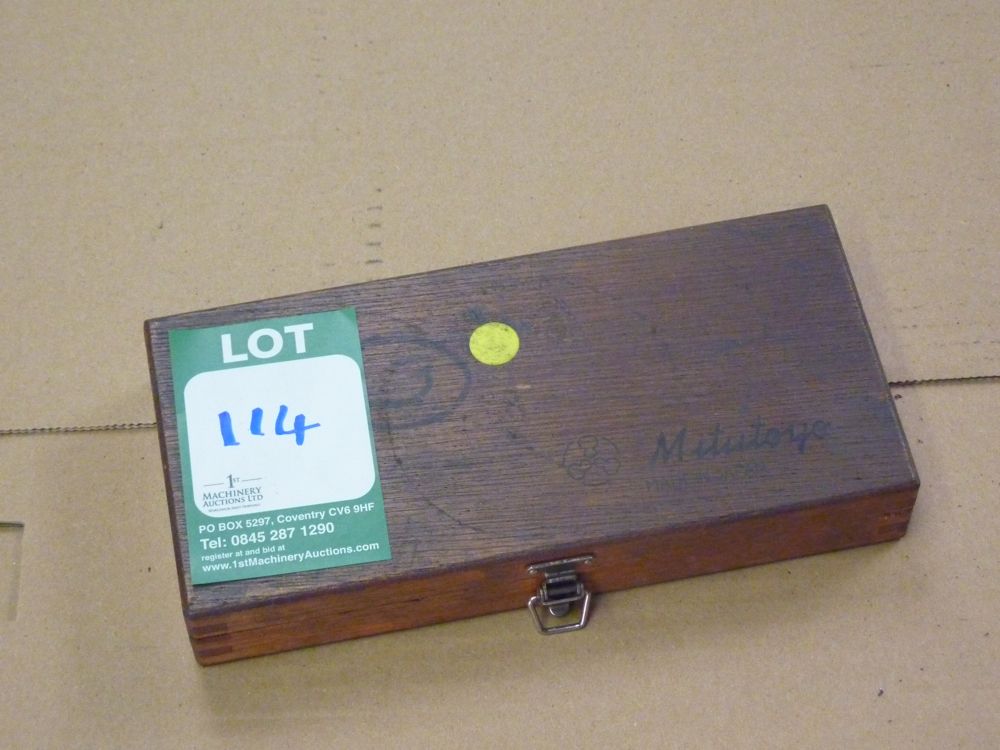 LOT
114
1ST
MACHINERY
AUCTIONS LTD
PO BOX 5297, Coventry CV6 9HF
Tel: 0845 287 1290
register at and bid at
www.1stMachineryAuctions.com
Mitutoyo